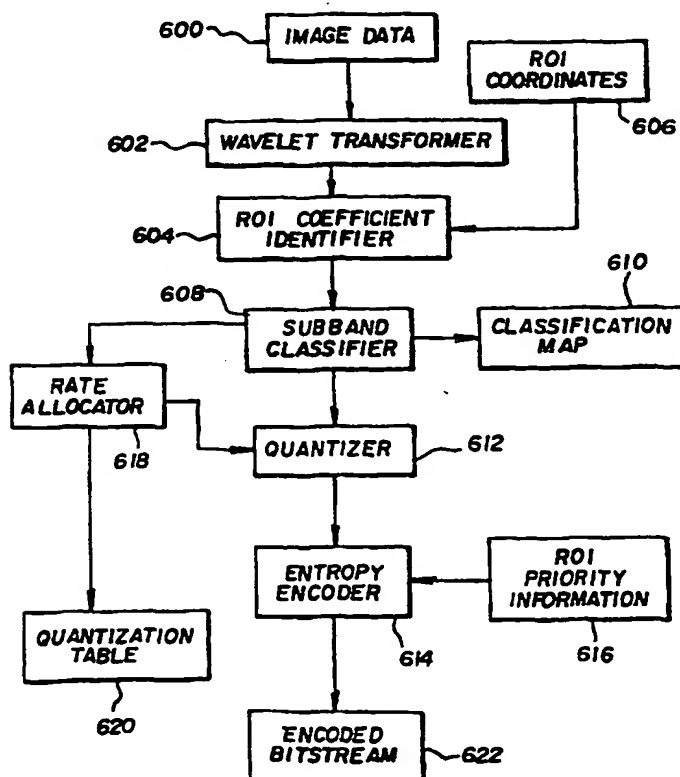 600
IMAGE DATA
ROI
COORDINATES
606
602
WAVELET TRANSFORMER
604
ROI COEFFICIENT
IDENTIFIER
608
SUBBAND
CLASSIFIER
610
CLASSIFICATION
MAP
RATE
ALLOCATOR
618
QUANTIZER
612
ENTROPY
ENCODER
614
ROI
PRIORITY
INFORMATION
616
QUANTIZATION
TABLE
620
ENCODED
BITSTREAM
622